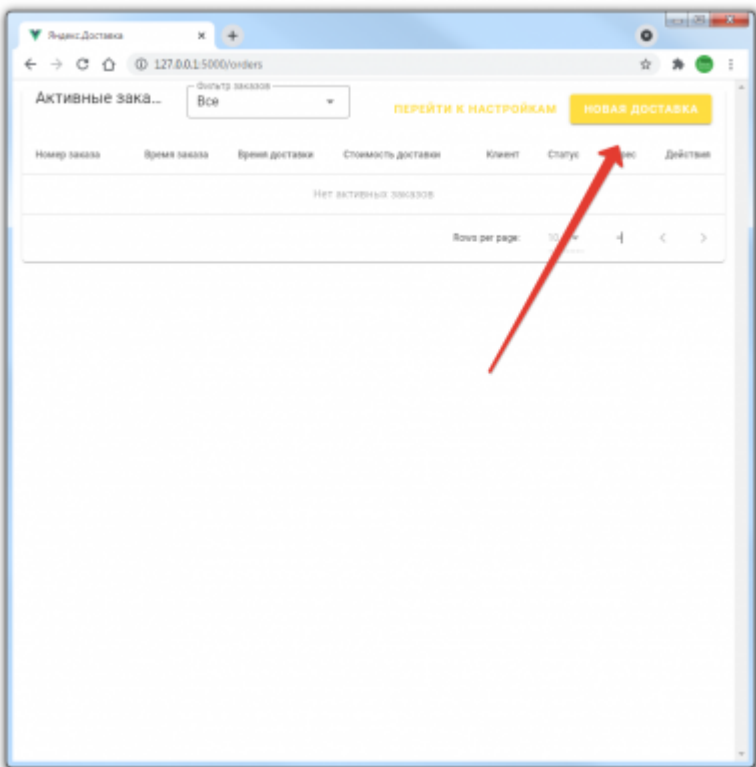 Яндекс.Доставка
127.0.0.1:5000/orders
Активные зака...
Фильтр заказов
Все
ПЕРЕЙТИ К НАСТРОЙКАМ
НОВАЯ ДОСТАВКА
Номер заказа Время заказа Время доставки Стоимость доставки Клиент Статус Действия
Нет активных заказов
Rows per page: 10